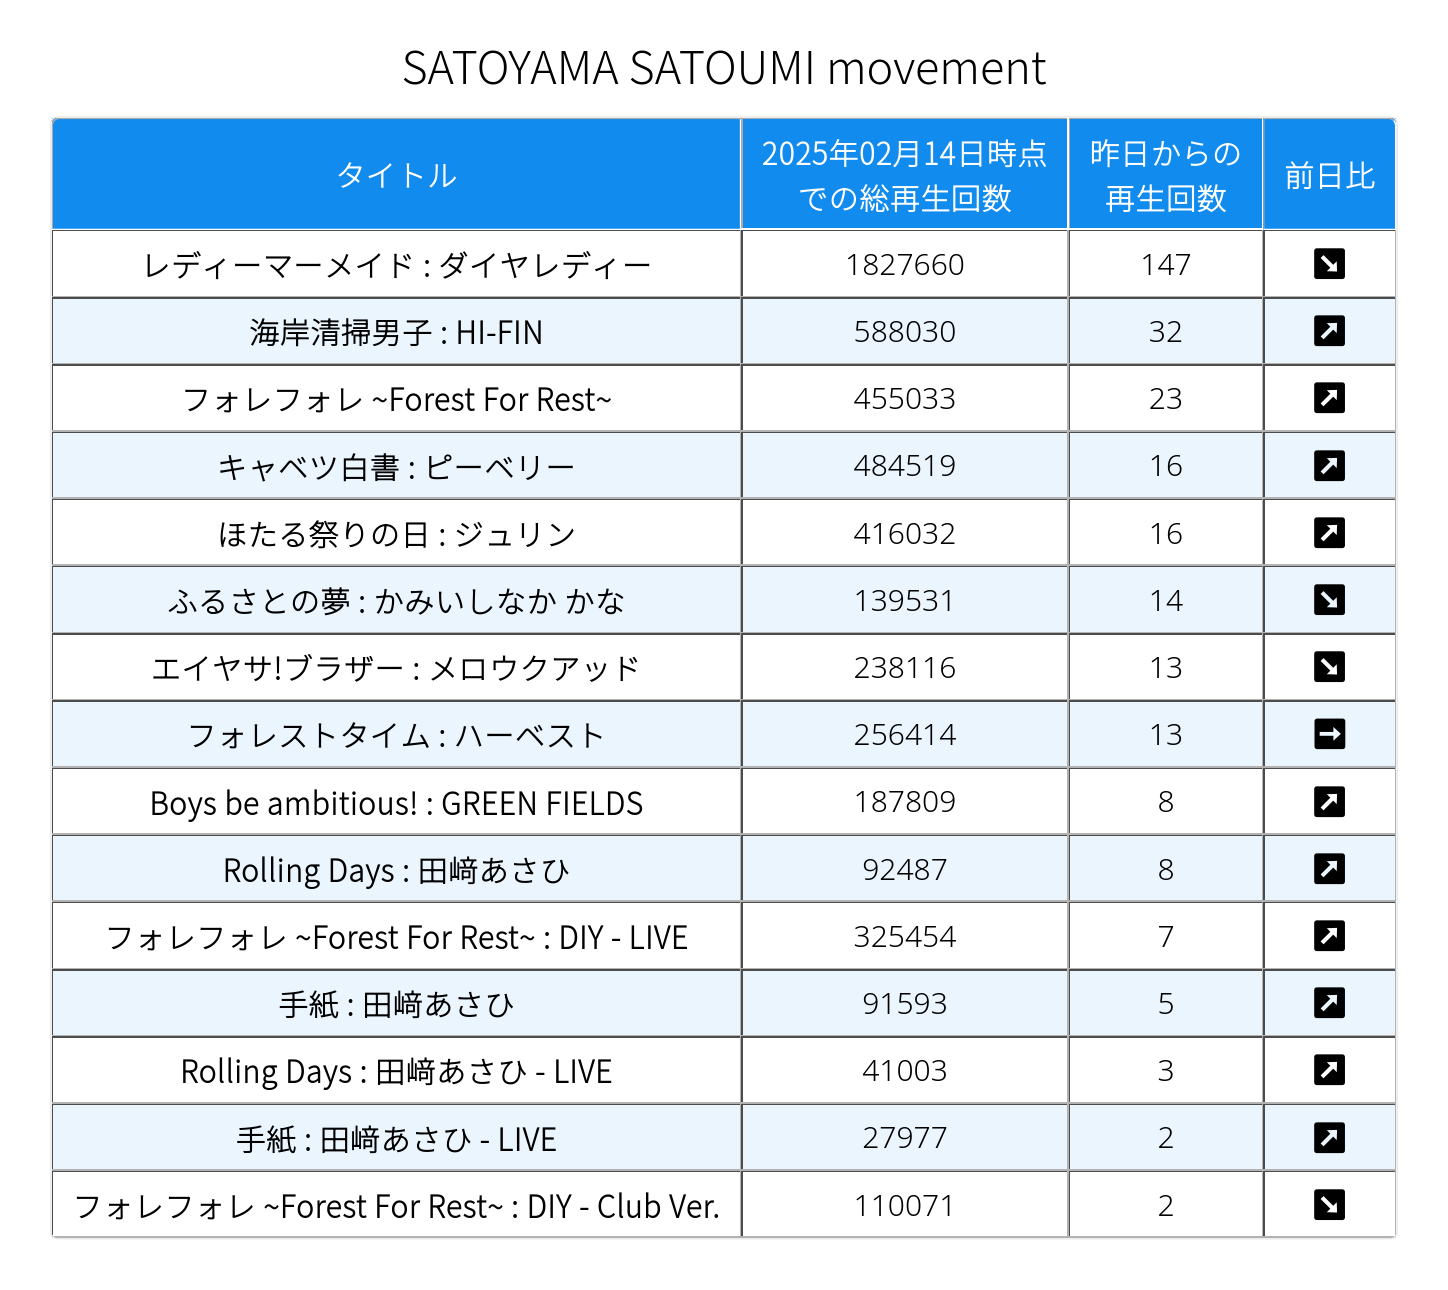 SATOYAMA SATOUMI movement
タイトル 2025年02月14日時点での総再生回数 昨日からの再生回数 前日比
レディーマーメイド : ダイヤレディー 1827660 147 ↘
海岸清掃男子 : HI-FIN 588030 32 ↗
フォレフォレ ~Forest For Rest~ 455033 23 ↗
キャベツ白書 : ピーベリー 484519 16 ↗
ほたる祭りの日 : ジュリン 416032 16 ↗
ふるさとの夢 : かみいしなか かな 139531 14 ↘
エイヤサ!ブラザー : メロウクアッド 238116 13 ↘
フォレストタイム : ハーベスト 256414 13 →
Boys be ambitious! : GREEN FIELDS 187809 8 ↗
Rolling Days : 田﨑あさひ 92487 8 ↗
フォレフォレ ~Forest For Rest~ : DIY - LIVE 325454 7 ↗
手紙 : 田﨑あさひ 91593 5 ↗
Rolling Days : 田﨑あさひ - LIVE 41003 3 ↗
手紙 : 田﨑あさひ - LIVE 27977 2 ↗
フォレフォレ ~Forest For Rest~ : DIY - Club Ver. 110071 2 ↘